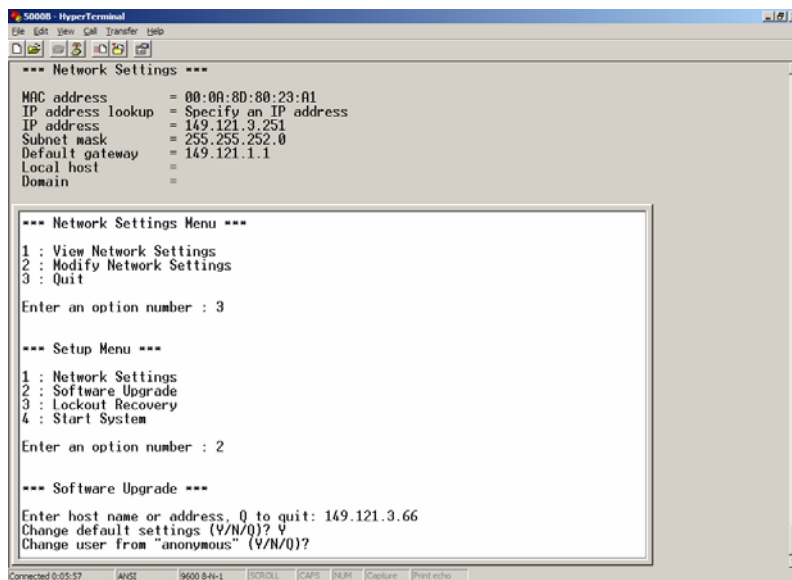 50008 - HyperTerminal
File Edit View Call Transfer Help
*** Network Settings ***
MAC address = 00:0A:8D:80:23:A1
IP address lookup = Specify an IP address
IP address = 149.121.3.251
Subnet mask = 255.255.252.0
Default gateway = 149.121.1.1
Local host =
Domain =
*** Network Settings Menu ***
1 : View Network Settings
2 : Modify Network Settings
3 : Quit
Enter an option number : 3
*** Setup Menu ***
1 : Network Settings
2 : Software Upgrade
3 : Lockout Recovery
4 : Start System
Enter an option number : 2
*** Software Upgrade ***
Enter host name or address, Q to quit: 149.121.3.66
Change default settings (Y/N/Q)? Y
Change user from "anonymous" (Y/N/Q)?
Connected 0:05:57 ANSI 9600 8-N-1 SCROLL CAPS NUM Capture Print echo